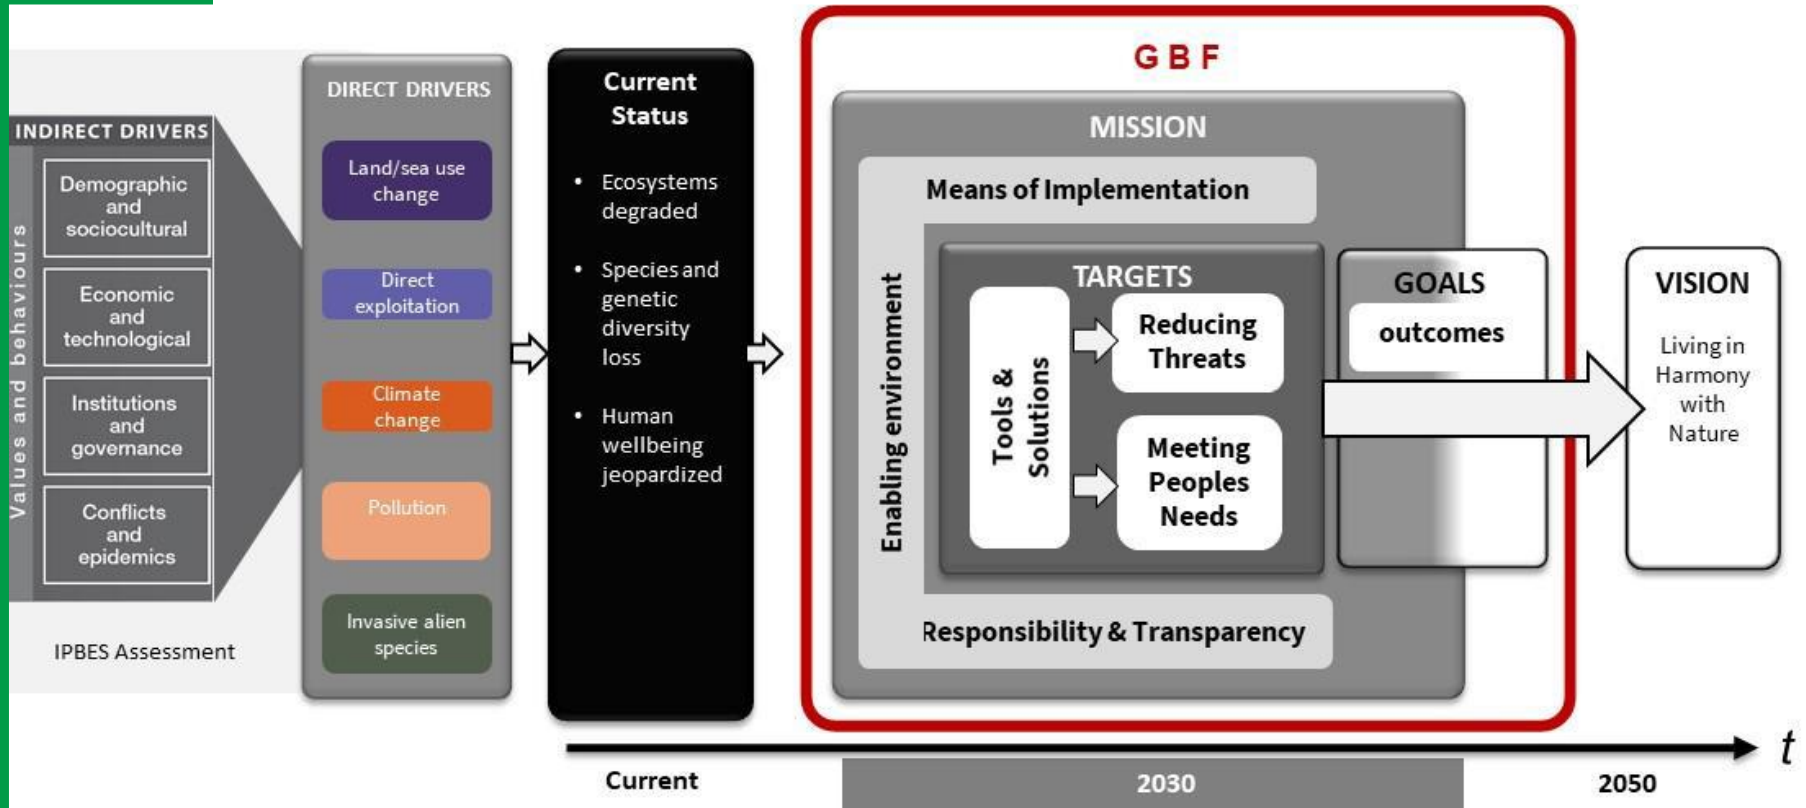 INDIRECT DRIVERS
Values and behaviours
Demographic
and
sociocultural
Economic
and
technological
Institutions
and
governance
Conflicts
and
epidemics
IPBES Assessment
DIRECT DRIVERS
Land/sea use
change
Direct
exploitation
Climate
change
Pollution
Invasive alien
species
Current
Status
• Ecosystems
degraded
• Species and
genetic
diversity
loss
• Human
wellbeing
jeopardized
GBF
MISSION
Means of Implementation
Enabling environment
Responsibility & Transparency
TARGETS
Tools &
Solutions
Reducing
Threats
Meeting
Peoples
Needs
GOALS
outcomes
VISION
Living in
Harmony
with
Nature
t
Current
2030
2050